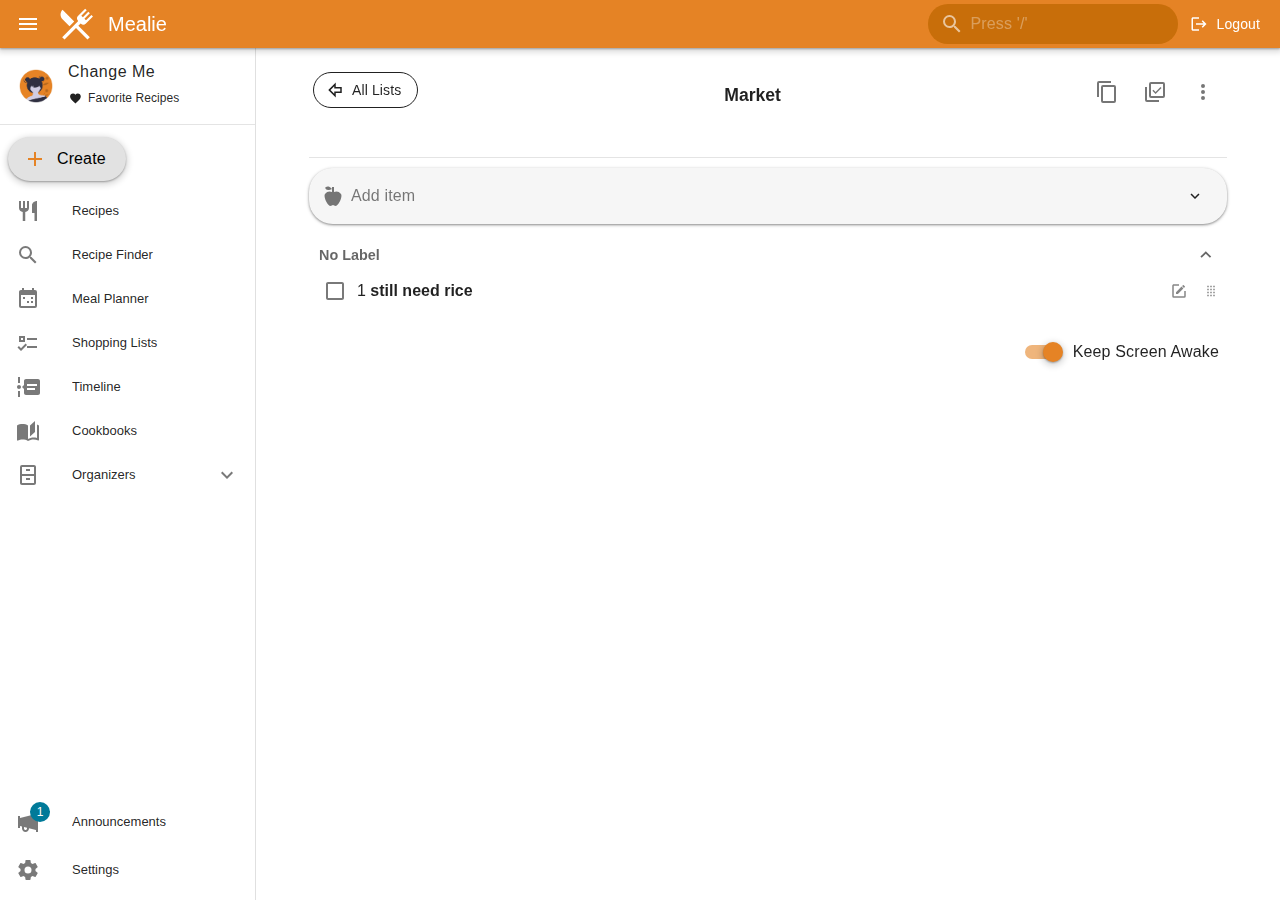 Mealie
Press '/'
Logout
Change Me
Favorite Recipes
Create
Recipes
Recipe Finder
Meal Planner
Shopping Lists
Timeline
Cookbooks
Organizers
1
Announcements
Settings
All Lists
Market
Add item
No Label
1 still need rice
Keep Screen Awake